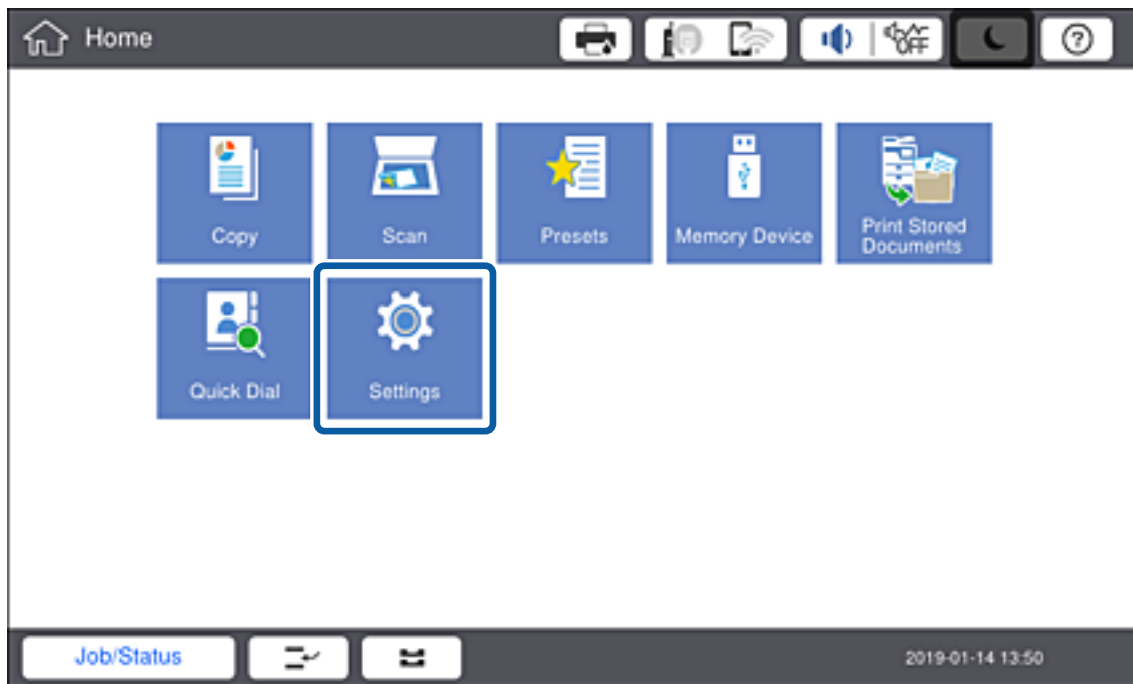 Home
OFF
?
Copy
Scan
Presets
Memory Device
Print Stored
Documents
Quick Dial
Settings
Job/Status
2019-01-14 13:50